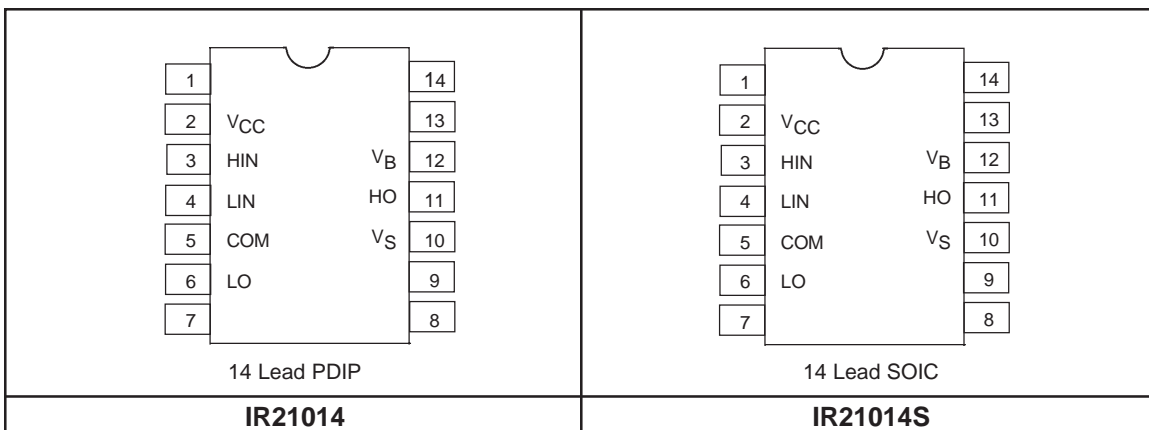 1 14
2 VCC 13
3 HIN VB 12
4 LIN HO 11
5 COM VS 10
6 LO 9
7 8
14 Lead PDIP
IR21014
1 14
2 VCC 13
3 HIN VB 12
4 LIN HO 11
5 COM VS 10
6 LO 9
7 8
14 Lead SOIC
IR21014S